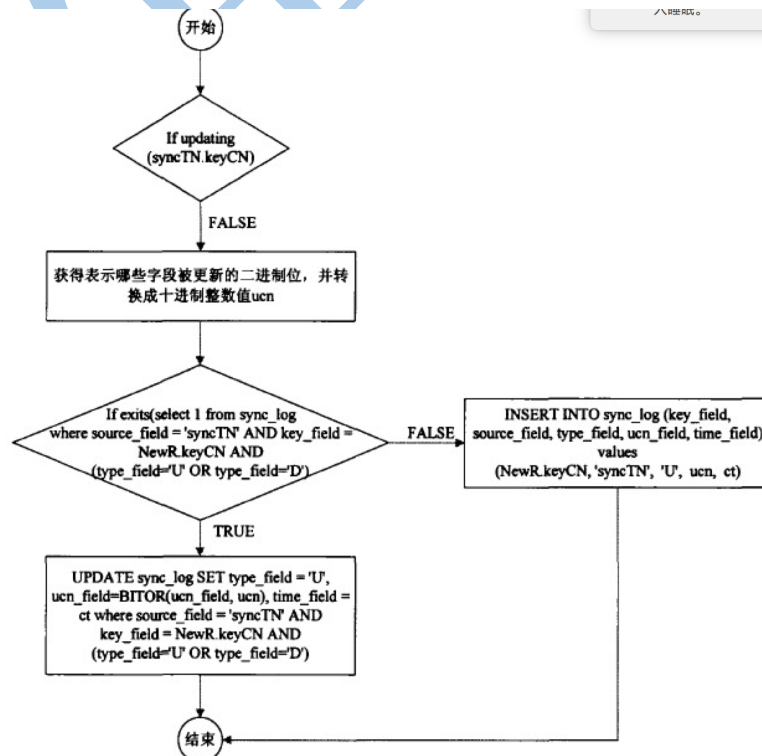 入睡眠。
开始
If updating
(syncTN.keyCN)
FALSE
获得表示哪些字段被更新的二进制位，并转
换成十进制整数值ucn
If exits(select 1 from sync_log
where source_field = 'syncTN' AND key_field =
NewR.keyCN AND
(type_field='U' OR type_field='D')
FALSE
INSERT INTO sync_log (key_field,
source_field, type_field, ucn_field, time_field)
values
(NewR.keyCN, 'syncTN', 'U', ucn, ct)
TRUE
UPDATE sync_log SET type_field = 'U',
ucn_field=BITOR(ucn_field, ucn), time_field =
ct where source_field = 'syncTN' AND
key_field = NewR.keyCN AND
(type_field='U' OR type_field='D')
结束